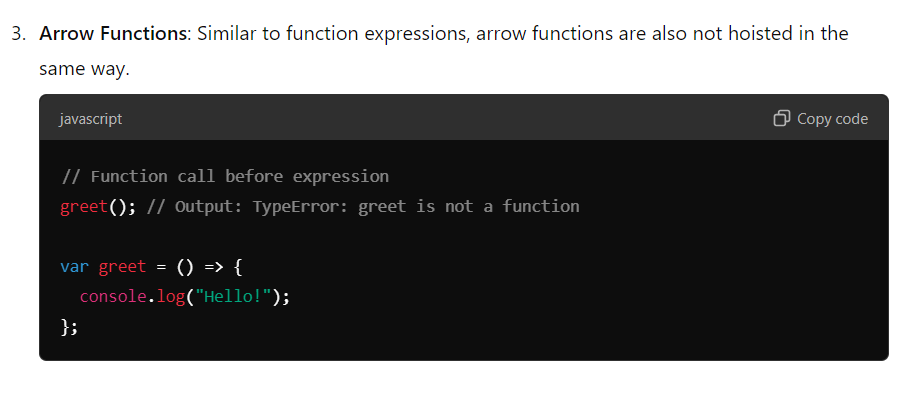 3. Arrow Functions: Similar to function expressions, arrow functions are also not hoisted in the
same way.
javascript
Copy code
// Function call before expression
greet(); // Output: TypeError: greet is not a function
var greet = () => {
  console.log("Hello!");
};